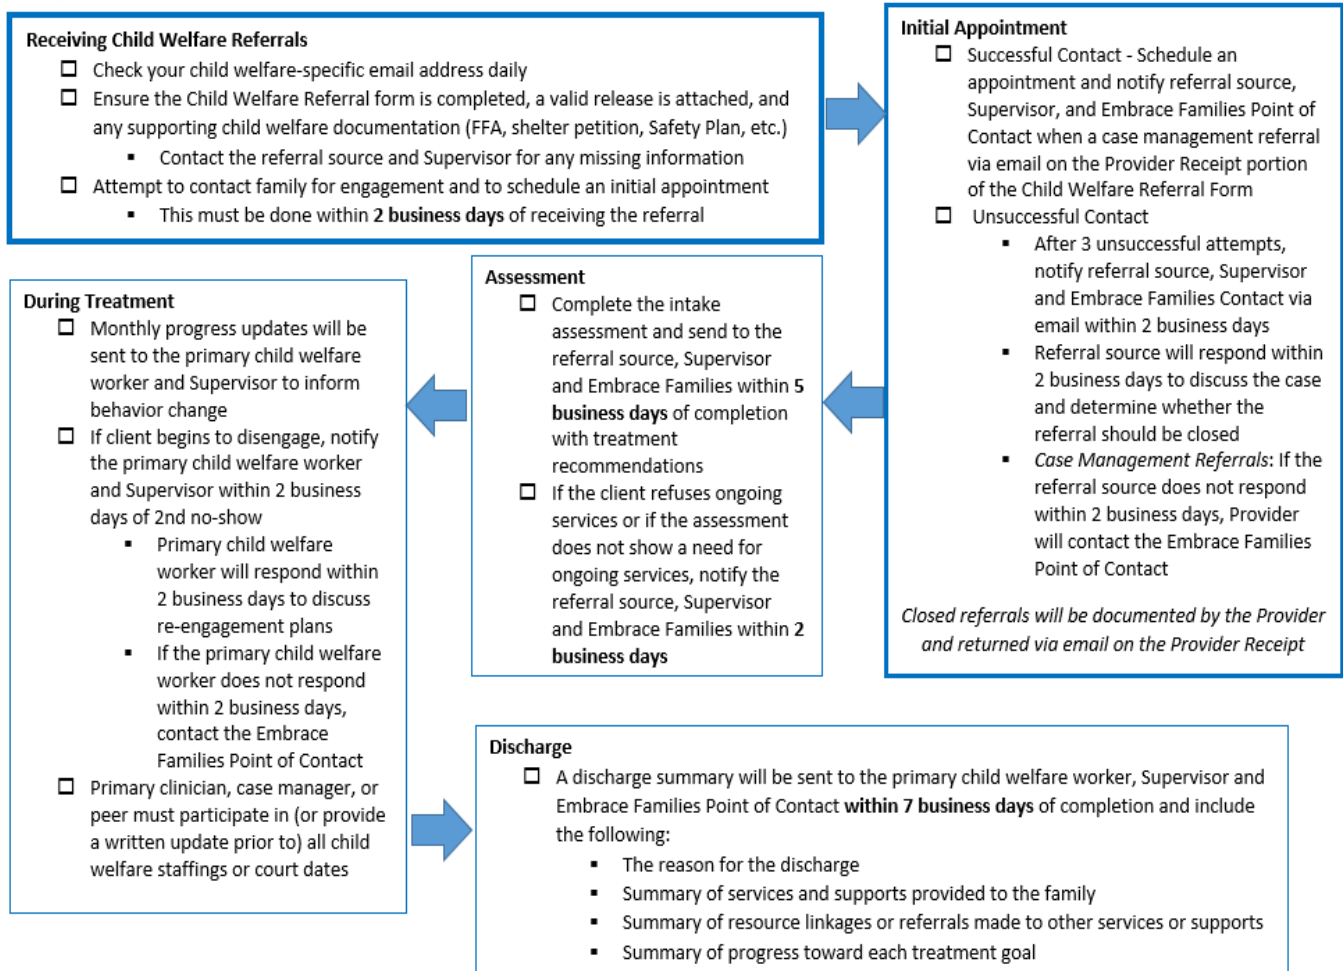 Receiving Child Welfare Referrals
☐ Check your child welfare-specific email address daily
☐ Ensure the Child Welfare Referral form is completed, a valid release is attached, and
any supporting child welfare documentation (FFA, shelter petition, Safety Plan, etc.)
▪ Contact the referral source and Supervisor for any missing information
☐ Attempt to contact family for engagement and to schedule an initial appointment
▪ This must be done within 2 business days of receiving the referral
Initial Appointment
☐ Successful Contact - Schedule an
appointment and notify referral source,
Supervisor, and Embrace Families Point of
Contact when a case management referral
via email on the Provider Receipt portion
of the Child Welfare Referral Form
☐ Unsuccessful Contact
▪ After 3 unsuccessful attempts,
notify referral source, Supervisor
and Embrace Families Contact via
email within 2 business days
▪ Referral source will respond within
2 business days to discuss the case
and determine whether the
referral should be closed
▪ Case Management Referrals: If the
referral source does not respond
within 2 business days, Provider
will contact the Embrace Families
Point of Contact
Closed referrals will be documented by the Provider
and returned via email on the Provider Receipt
Assessment
☐ Complete the intake
assessment and send to the
referral source, Supervisor
and Embrace Families within 5
business days of completion
with treatment
recommendations
☐ If the client refuses ongoing
services or if the assessment
does not show a need for
ongoing services, notify the
referral source, Supervisor
and Embrace Families within 2
business days
During Treatment
☐ Monthly progress updates will be
sent to the primary child welfare
worker and Supervisor to inform
behavior change
☐ If client begins to disengage, notify
the primary child welfare worker
and Supervisor within 2 business
days of 2nd no-show
▪ Primary child welfare
worker will respond within
2 business days to discuss
re-engagement plans
▪ If the primary child welfare
worker does not respond
within 2 business days,
contact the Embrace
Families Point of Contact
☐ Primary clinician, case manager, or
peer must participate in (or provide
a written update prior to) all child
welfare staffings or court dates
Discharge
☐ A discharge summary will be sent to the primary child welfare worker, Supervisor and
Embrace Families Point of Contact within 7 business days of completion and include
the following:
▪ The reason for the discharge
▪ Summary of services and supports provided to the family
▪ Summary of resource linkages or referrals made to other services or supports
▪ Summary of progress toward each treatment goal